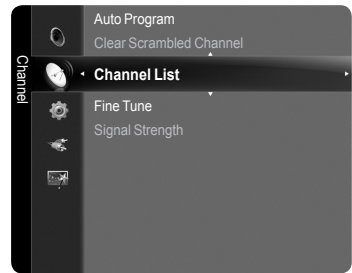 Channel
Auto Program
Clear Scrambled Channel
Channel List
Fine Tune
Signal Strength